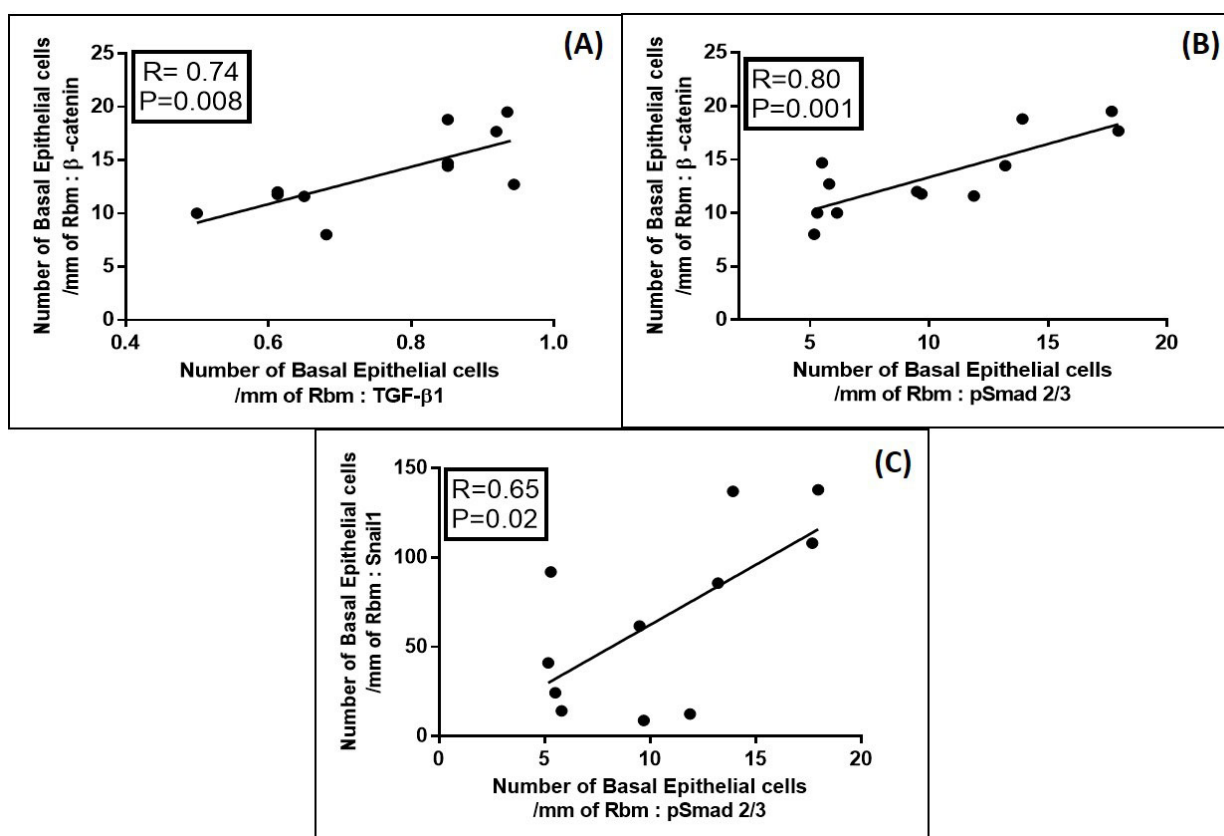 (A)
R= 0.74
P=0.008
Number of Basal Epithelial cells
/mm of Rbm : β -catenin
25
20
15
10
5
0
0.4
0.6
0.8
1.0
Number of Basal Epithelial cells
/mm of Rbm : TGF-β1
(B)
R=0.80
P=0.001
Number of Basal Epithelial cells
/mm of Rbm : β-catenin
25
20
15
10
5
0
5
10
15
20
Number of Basal Epithelial cells
/mm of Rbm : pSmad 2/3
(C)
R=0.65
P=0.02
Number of Basal Epithelial cells
/mm of Rbm : Snail1
150
100
50
0
0
5
10
15
20
Number of Basal Epithelial cells
/mm of Rbm : pSmad 2/3